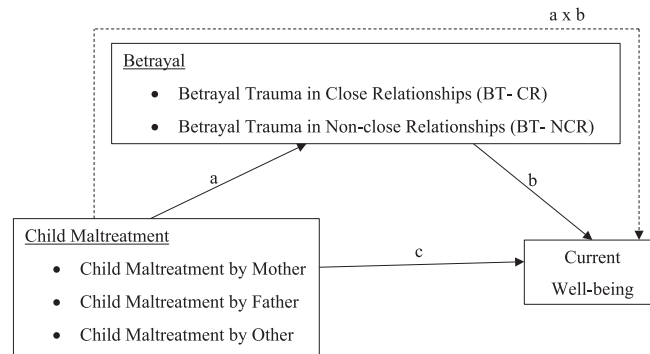 a x b
Betrayal
• Betrayal Trauma in Close Relationships (BT- CR)
• Betrayal Trauma in Non-close Relationships (BT- NCR)
a
b
Child Maltreatment
• Child Maltreatment by Mother
• Child Maltreatment by Father
• Child Maltreatment by Other
c
Current
Well-being